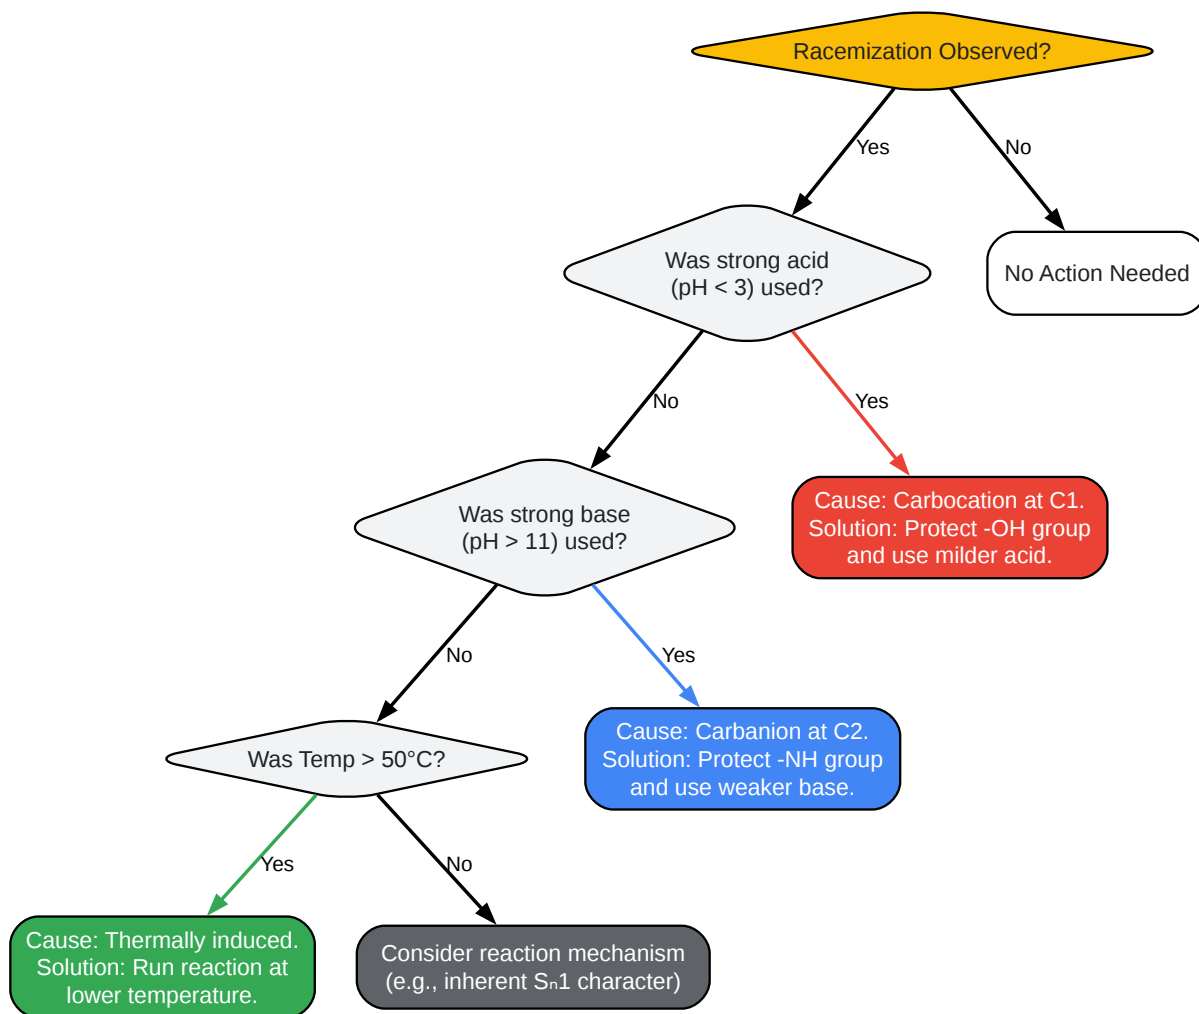 Racemization Observed?
Yes
No
Was strong acid
(pH < 3) used?
No Action Needed
No
Yes
Was strong base
(pH > 11) used?
Cause: Carbocation at C1.
Solution: Protect -OH group
and use milder acid.
No
Yes
Was Temp > 50°C?
Cause: Carbanion at C2.
Solution: Protect -NH group
and use weaker base.
Yes
No
Cause: Thermally induced.
Solution: Run reaction at
lower temperature.
Consider reaction mechanism
(e.g., inherent Sₙ1 character)